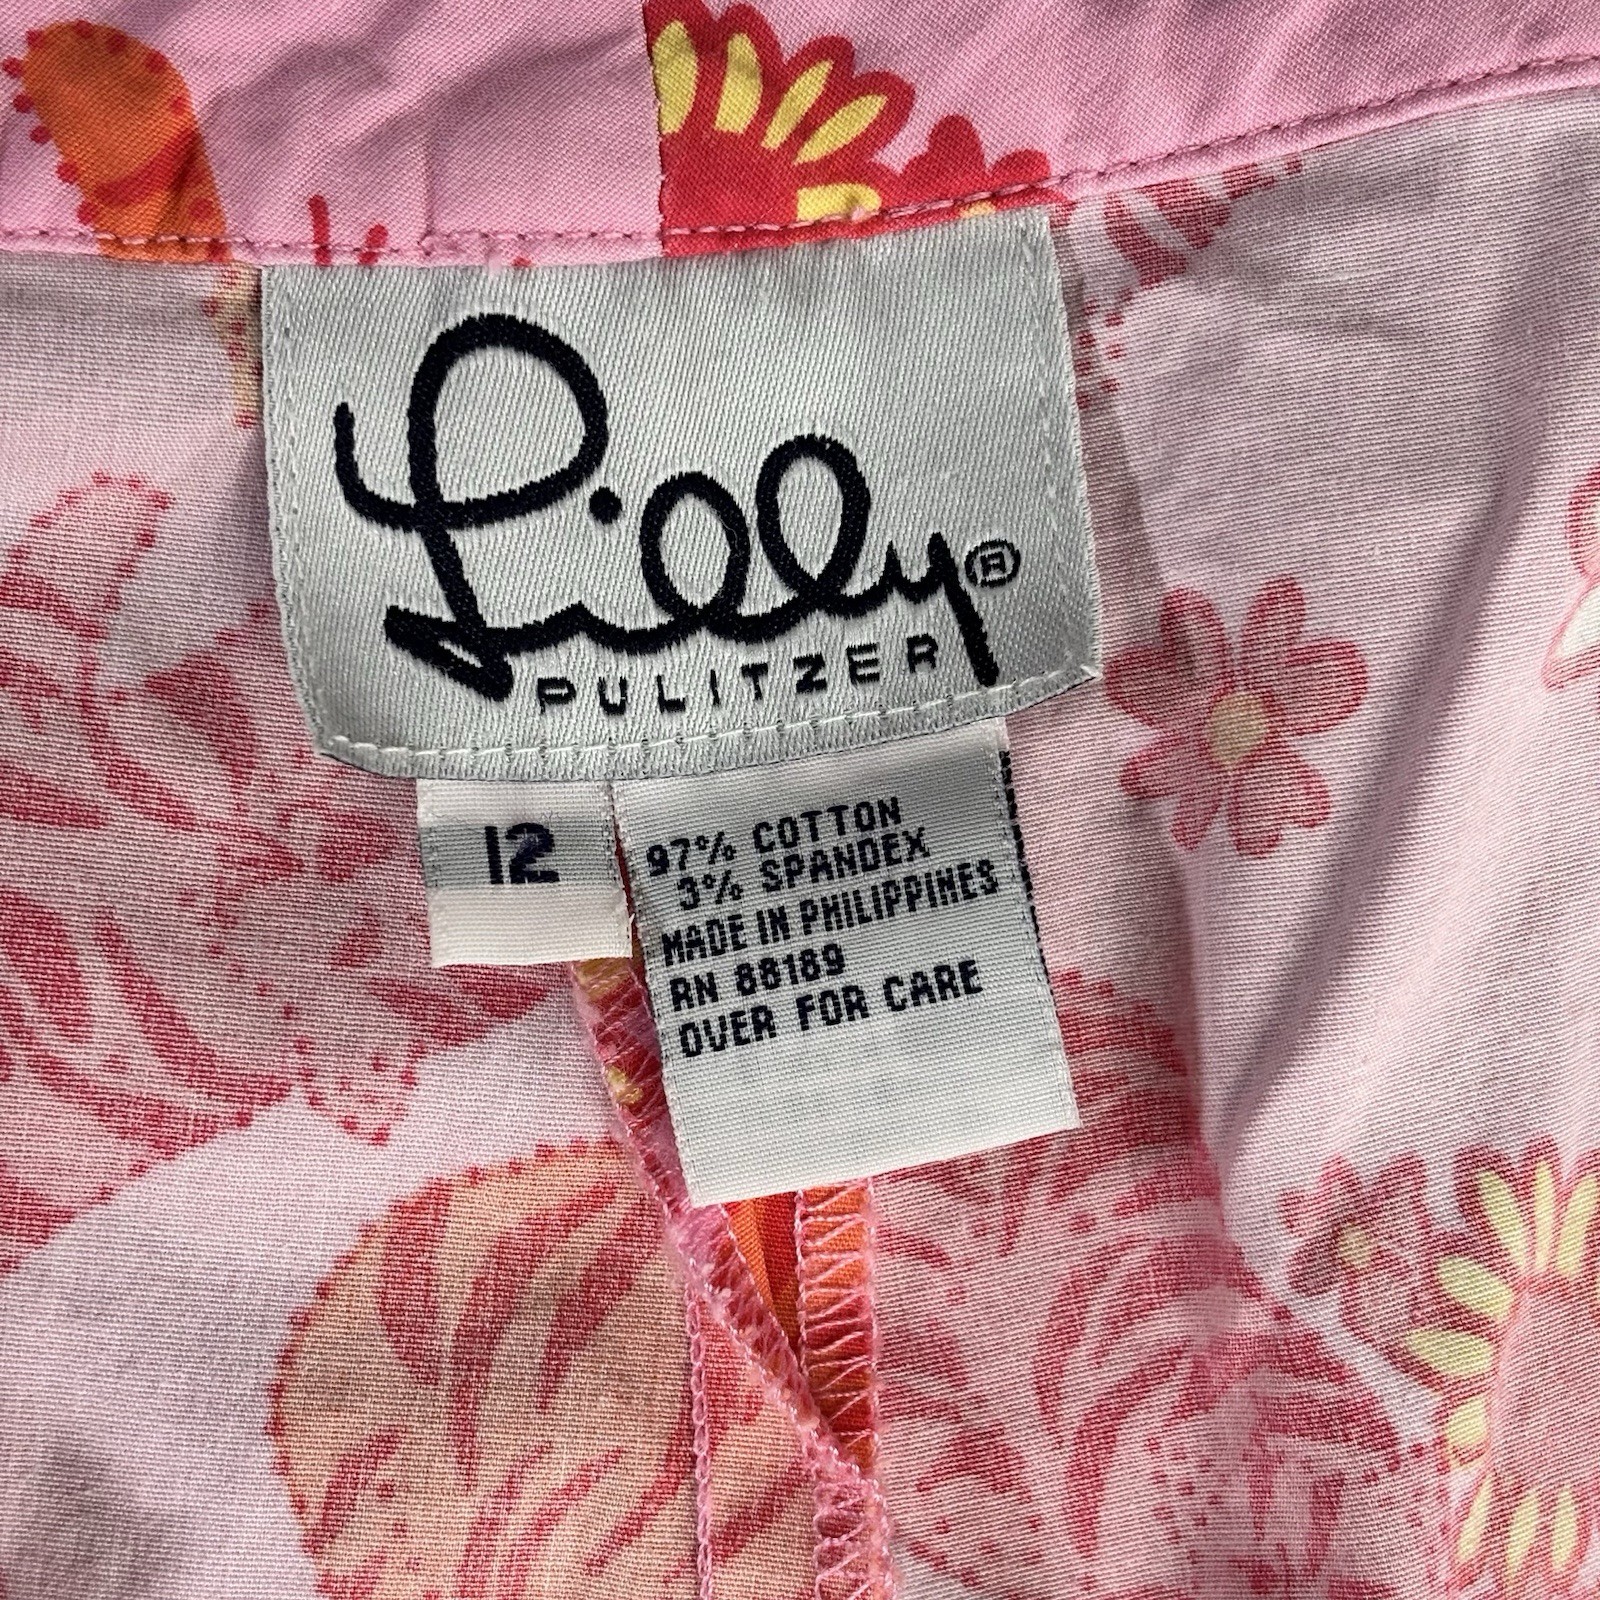 Lilly®
PULITZER
12
97% COTTON
3% SPANDEX
MADE IN PHILIPPINES
RN 88189
OVER FOR CARE